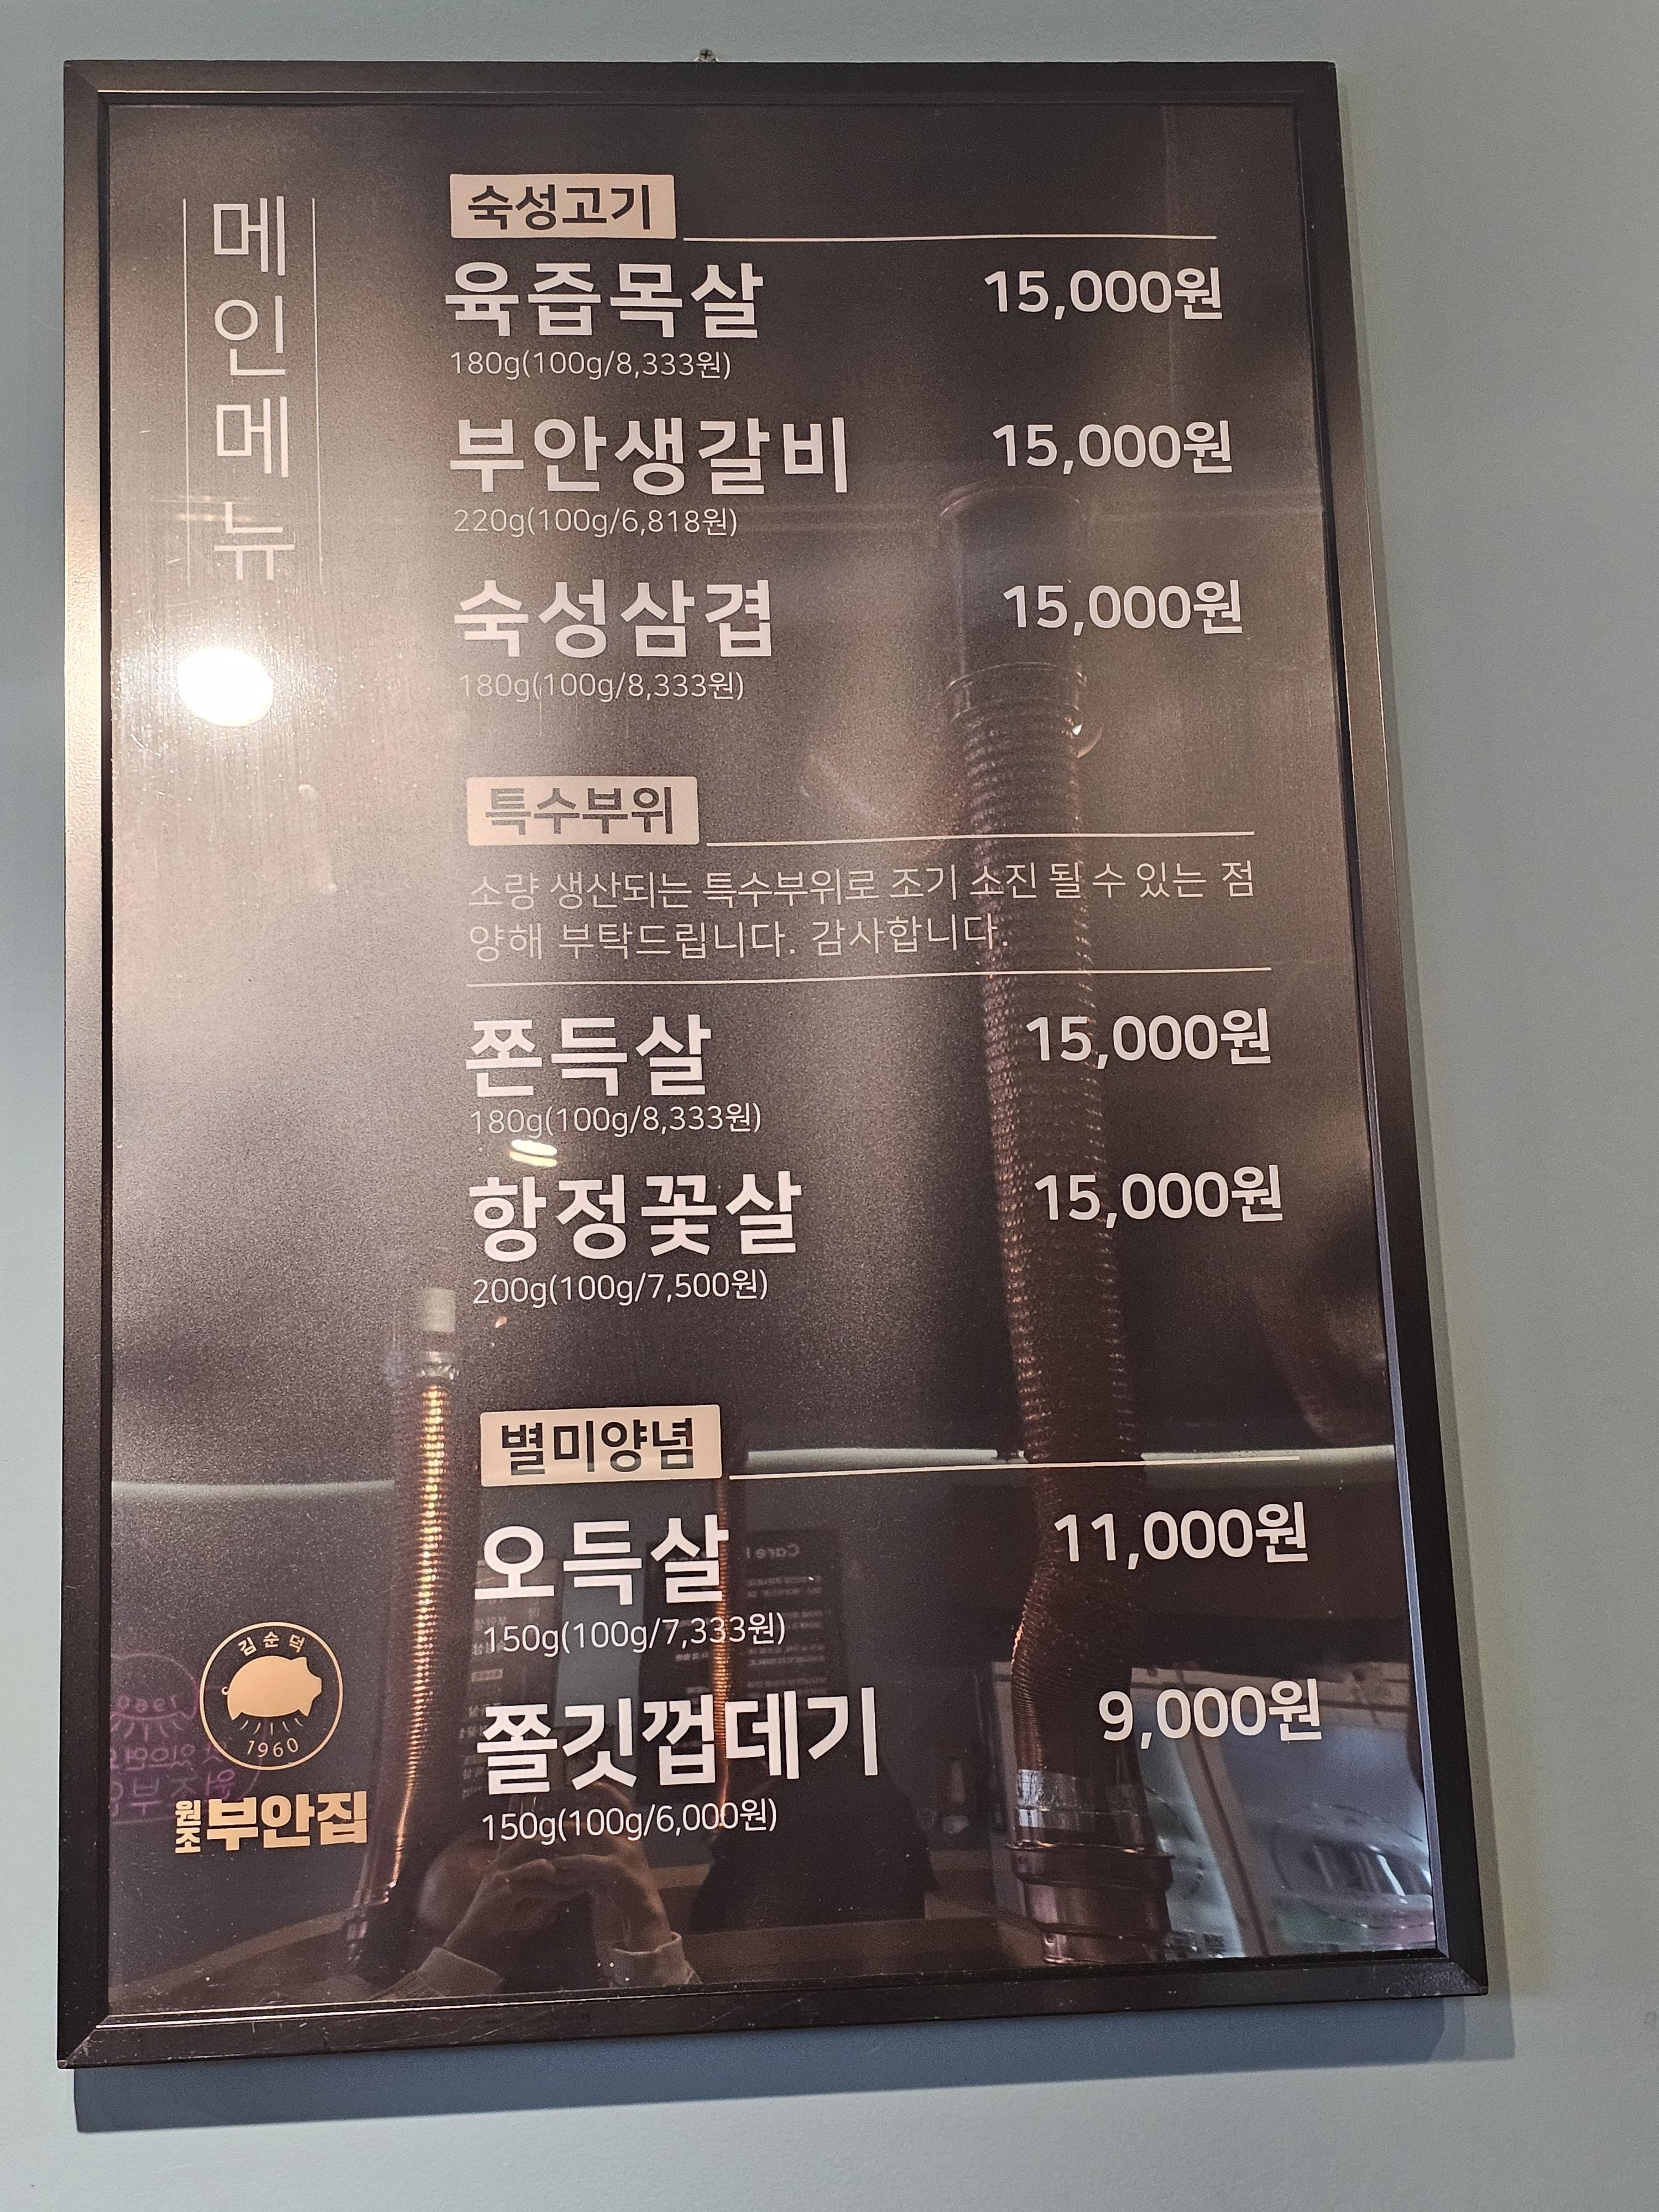 메인메뉴
숙성고기
육즙목살 15,000원
180g(100g/8,333원)
부안생갈비 15,000원
220g(100g/6,818원)
숙성삼겹 15,000원
180g(100g/8,333원)
특수부위
소량 생산되는 특수부위로 조기 소진 될 수 있는 점
양해 부탁드립니다. 감사합니다.
쫀득살 15,000원
180g(100g/8,333원)
항정꽃살 15,000원
200g(100g/7,500원)
별미양념
오득살 11,000원
150g(100g/7,333원)
쫄깃껍데기 9,000원
150g(100g/6,000원)
김순덕
1960
원조 부안집